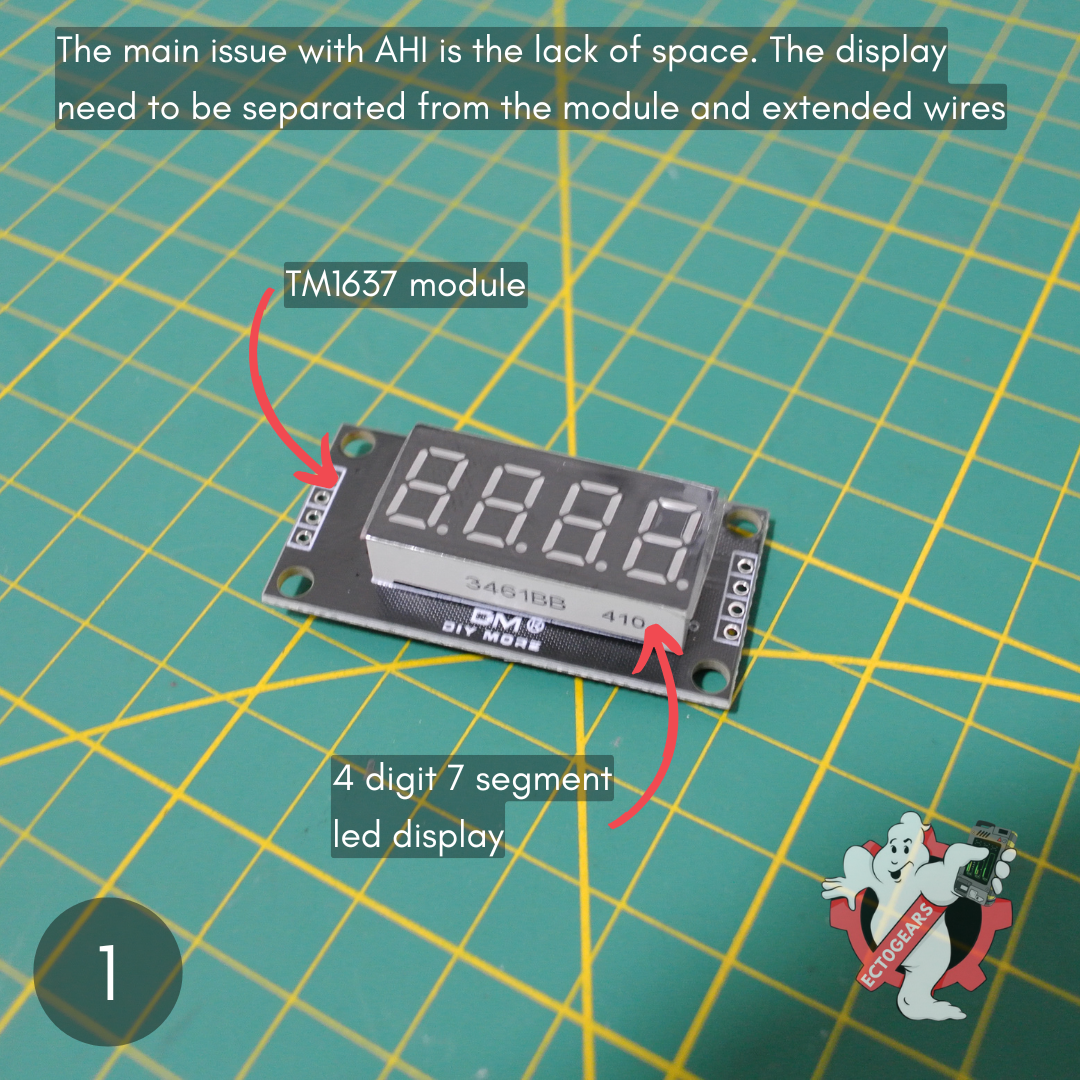 The main issue with AHI is the lack of space. The display
need to be separated from the module and extended wires
TM1637 module
3461BB 410
DM®
DIY MORE
4 digit 7 segment
led display
1
ECTOGEARS